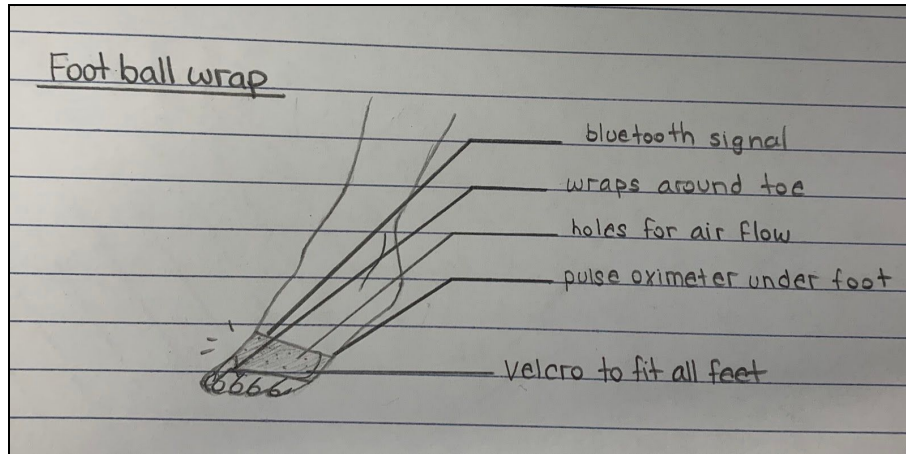 Foot ball wrap
bluetooth signal
wraps around toe
holes for air flow
pulse oximeter under foot
velcro to fit all feet